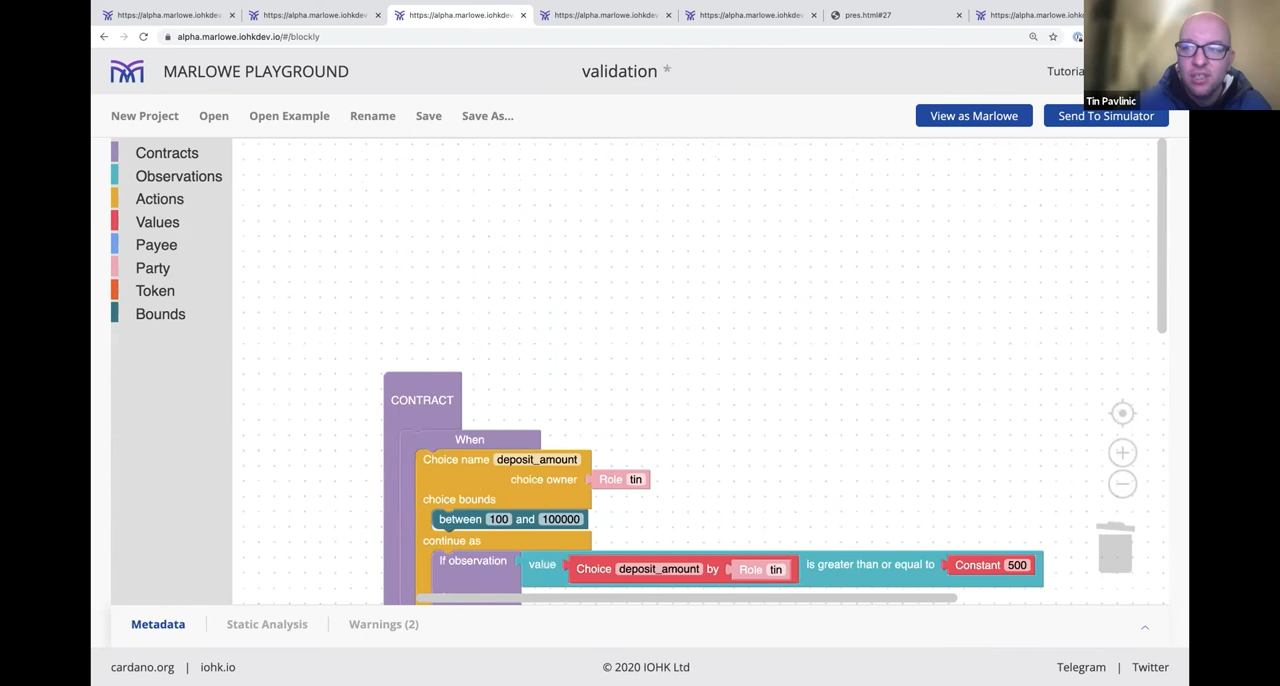 https://alpha.marlowe.iohkdev.
https://alpha.marlowe.iohkdev.
https://alpha.marlowe.iohkdev.
https://alpha.marlowe.iohkdev.
https://alpha.marlowe.iohkdev.
pres.html#27
https://alpha.marlowe.iohkdev.
alpha.marlowe.iohkdev.io/#/blockly
MARLOWE PLAYGROUND
validation *
Tutoria
Tin Pavlinic
New Project
Open
Open Example
Rename
Save
Save As...
View as Marlowe
Send To Simulator
Contracts
Observations
Actions
Values
Payee
Party
Token
Bounds
CONTRACT
When
Choice name deposit_amount
choice owner Role tin
choice bounds
between 100 and 100000
continue as
If observation value Choice deposit_amount by Role tin is greater than or equal to Constant 500
Metadata
Static Analysis
Warnings (2)
cardano.org | iohk.io
© 2020 IOHK Ltd
Telegram | Twitter